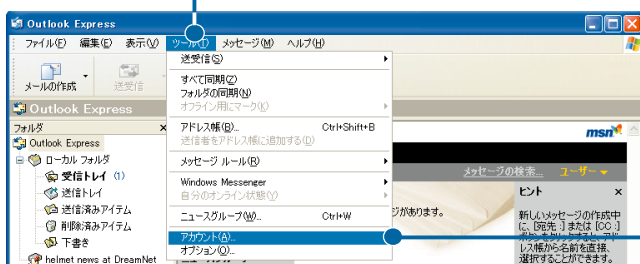 Outlook Express
ファイル(F) 編集(E) 表示(V) ツール(T) メッセージ(M) ヘルプ(H)
メールの作成 送受信
送受信(S)
すべて同期(Z)
フォルダの同期(N)
オフライン用にマーク(K)
アドレス帳(B)... Ctrl+Shift+B
送信者をアドレス帳に追加する(D)
メッセージ ルール(R)
Windows Messenger
自分のオンライン状態(Y)
ニュースグループ(W)... Ctrl+W
アカウント(A)...
オプション(O)...
Outlook Express
フォルダ ×
Outlook Express
ローカル フォルダ
受信トレイ (1)
送信トレイ
送信済みアイテム
削除済みアイテム
下書き
helmet news at DreamNet
msn
メッセージの検索... ユーザー
ジがあります。
ヒント ×
新しいメッセージの作成中
に、[宛先:] または [CC:]
レス帳から名前を直接、
選択することができます。